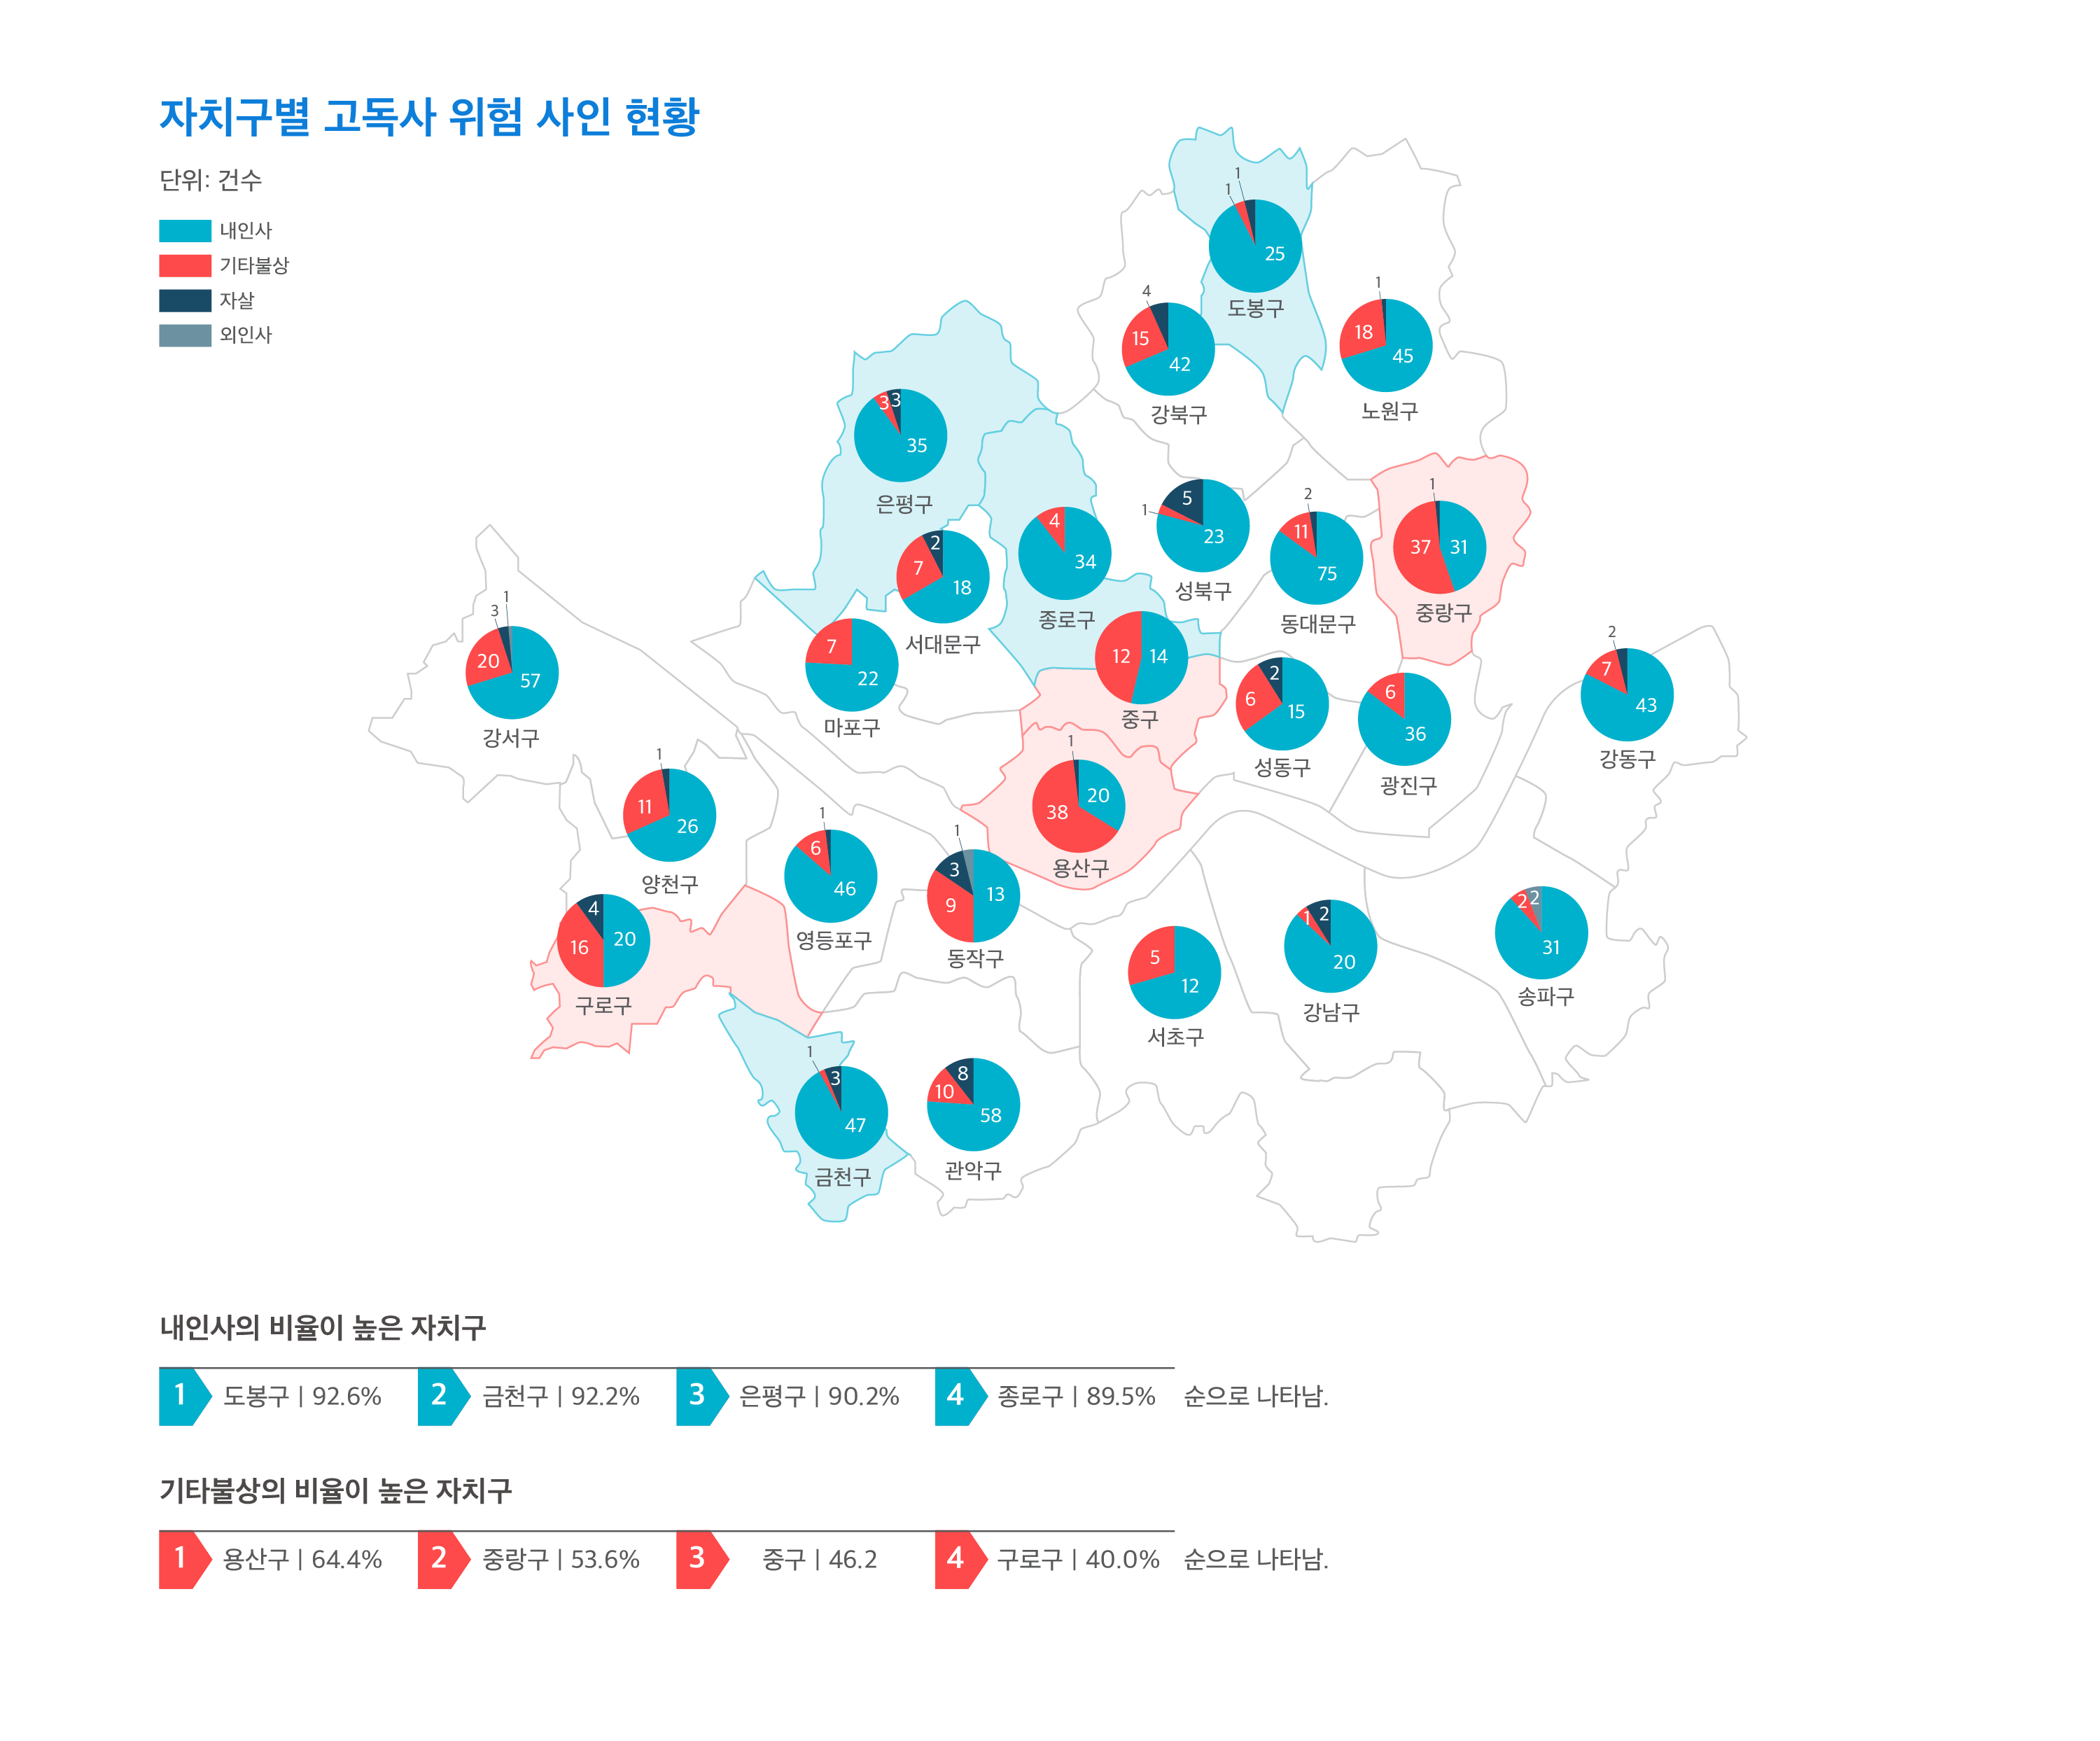 자치구별 고독사 위험 사인 현황
단위: 건수
내인사
기타불상
자살
외인사
1
1
25
도봉구
4
15
42
강북구
1
18
45
노원구
3
3
35
은평구
2
7
18
서대문구
4
34
종로구
5
1
23
성북구
2
11
75
동대문구
1
37
31
중랑구
3
1
20
57
강서구
7
22
마포구
12
14
중구
2
6
15
성동구
6
36
광진구
2
7
43
강동구
1
11
26
양천구
1
6
46
영등포구
1
3
13
9
동작구
1
20
38
용산구
4
16
20
구로구
5
12
서초구
1
2
20
강남구
2
2
31
송파구
1
3
47
금천구
8
10
58
관악구
내인사의 비율이 높은 자치구
1 도봉구 | 92.6% 2 금천구 | 92.2% 3 은평구 | 90.2% 4 종로구 | 89.5% 순으로 나타남.
기타불상의 비율이 높은 자치구
1 용산구 | 64.4% 2 중랑구 | 53.6% 3 중구 | 46.2 4 구로구 | 40.0% 순으로 나타남.